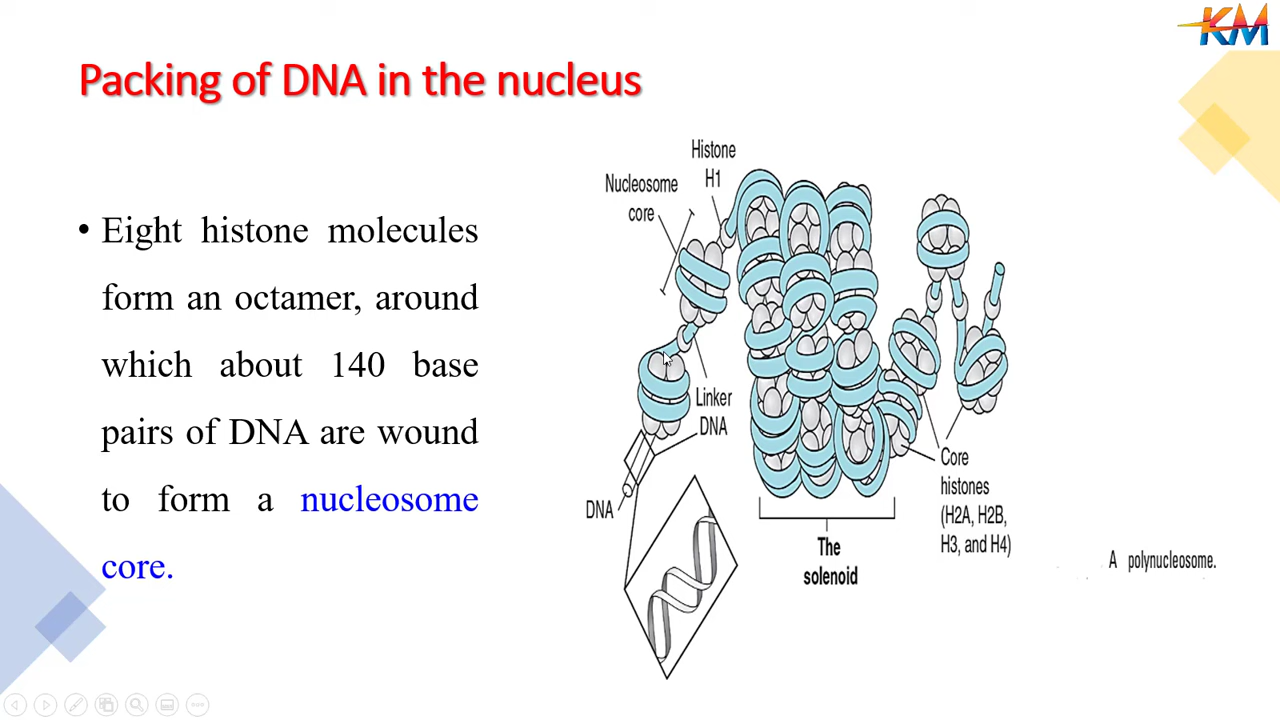 KM
Packing of DNA in the nucleus
• Eight histone molecules
form an octamer, around
which about 140 base
pairs of DNA are wound
to form a nucleosome
core.
Histone
H1
Nucleosome
core
Linker
DNA
DNA
The
solenoid
Core
histones
(H2A, H2B,
H3, and H4)
A polynucleosome.